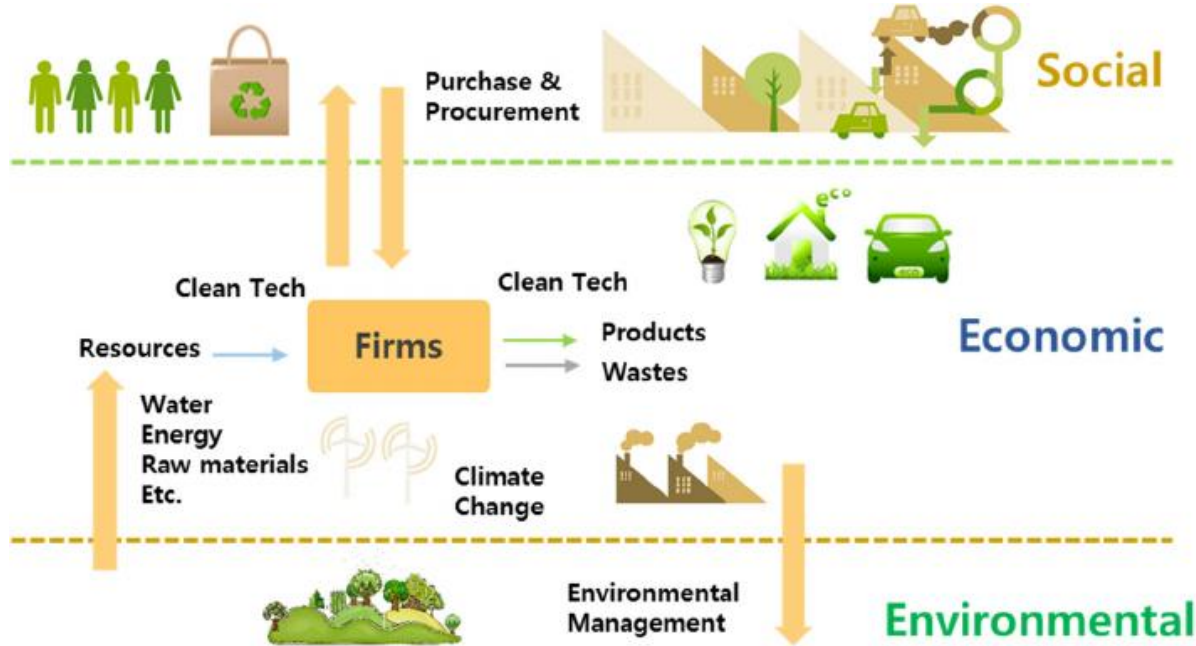 Purchase &
Procurement
Social
eco
Clean Tech
Clean Tech
Resources
Firms
Products
Wastes
Economic
Water
Energy
Raw materials
Etc.
Climate
Change
eco
Environmental
Management
Environmental